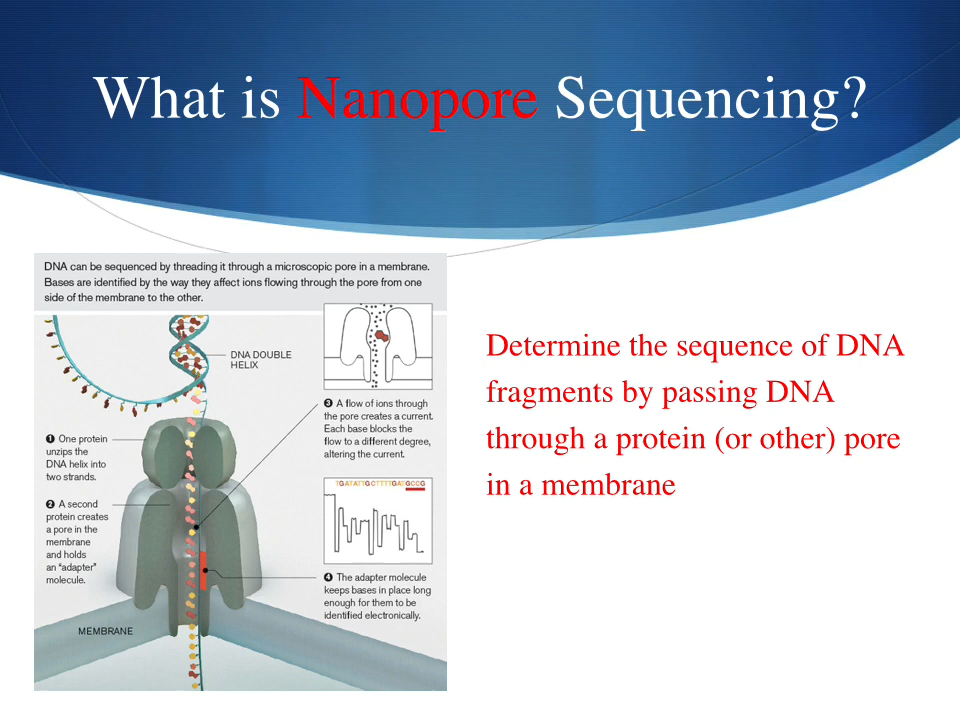 What is Nanopore Sequencing?
DNA can be sequenced by threading it through a microscopic pore in a membrane.
Bases are identified by the way they affect ions flowing through the pore from one
side of the membrane to the other.
DNA DOUBLE
HELIX
❶ One protein
unzips the
DNA helix into
two strands.
❷ A second
protein creates
a pore in the
membrane
and holds
an “adapter”
molecule.
MEMBRANE
❸ A flow of ions through
the pore creates a current.
Each base blocks the
flow to a different degree,
altering the current.
TGATATTGCTTTTGAEGCCG
❹ The adapter molecule
keeps bases in place long
enough for them to be
identified electronically.
Determine the sequence of DNA
fragments by passing DNA
through a protein (or other) pore
in a membrane